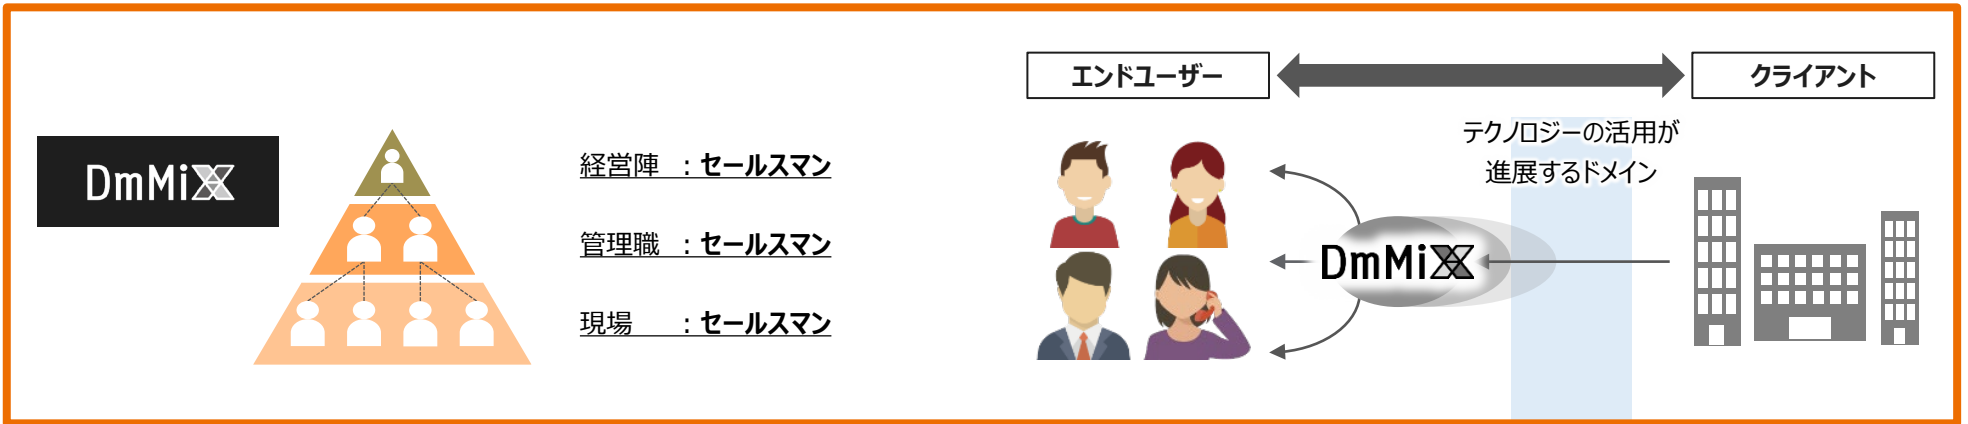 DmMiX
経営陣 :セールスマン
管理職 :セールスマン
現場 :セールスマン
エンドユーザー
クライアント
テクノロジーの活用が
進展するドメイン
DmMiX